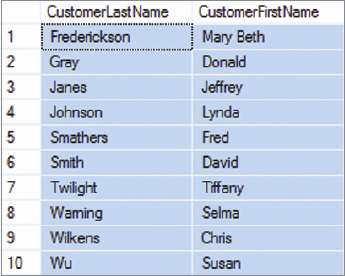 CustomerLastName CustomerFirstName
1 Frederickson Mary Beth
2 Gray Donald
3 Janes Jeffrey
4 Johnson Lynda
5 Smathers Fred
6 Smith David
7 Twilight Tiffany
8 Warning Selma
9 Wilkens Chris
10 Wu Susan